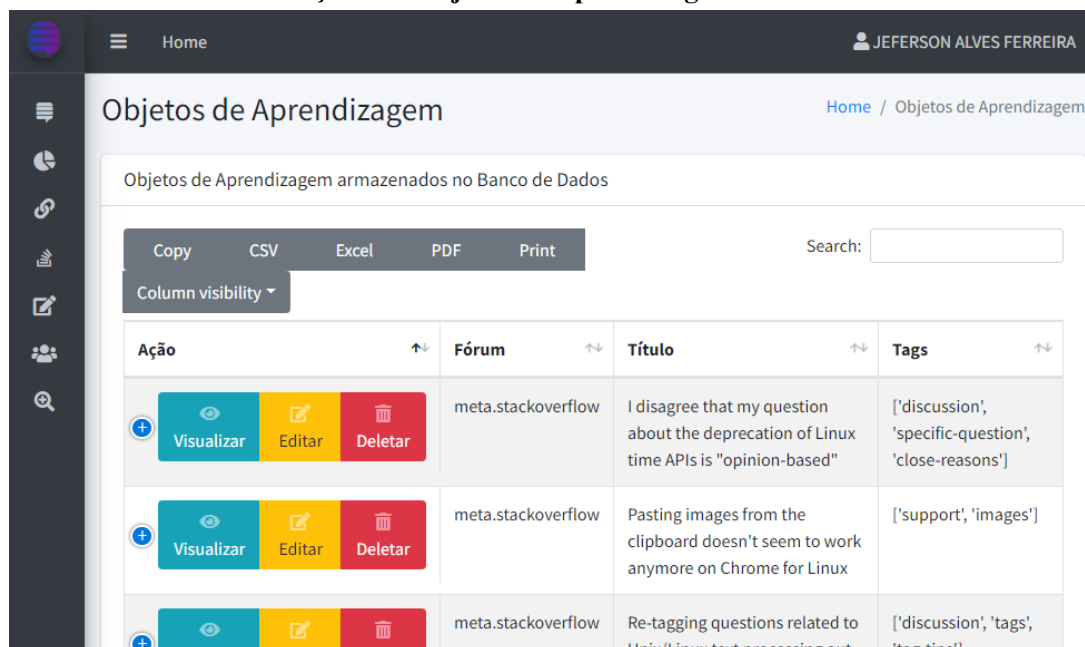 Home
JEFERSON ALVES FERREIRA
Objetos de Aprendizagem
Home / Objetos de Aprendizagem
Objetos de Aprendizagem armazenados no Banco de Dados
Copy CSV Excel PDF Print
Search:
Column visibility
Ação Fórum Título Tags
Visualizar Editar Deletar
meta.stackoverflow
I disagree that my question
about the deprecation of Linux
time APIs is "opinion-based"
['discussion',
'specific-question',
'close-reasons']
Visualizar Editar Deletar
meta.stackoverflow
Pasting images from the
clipboard doesn't seem to work
anymore on Chrome for Linux
['support', 'images']
meta.stackoverflow
Re-tagging questions related to
['discussion', 'tags',